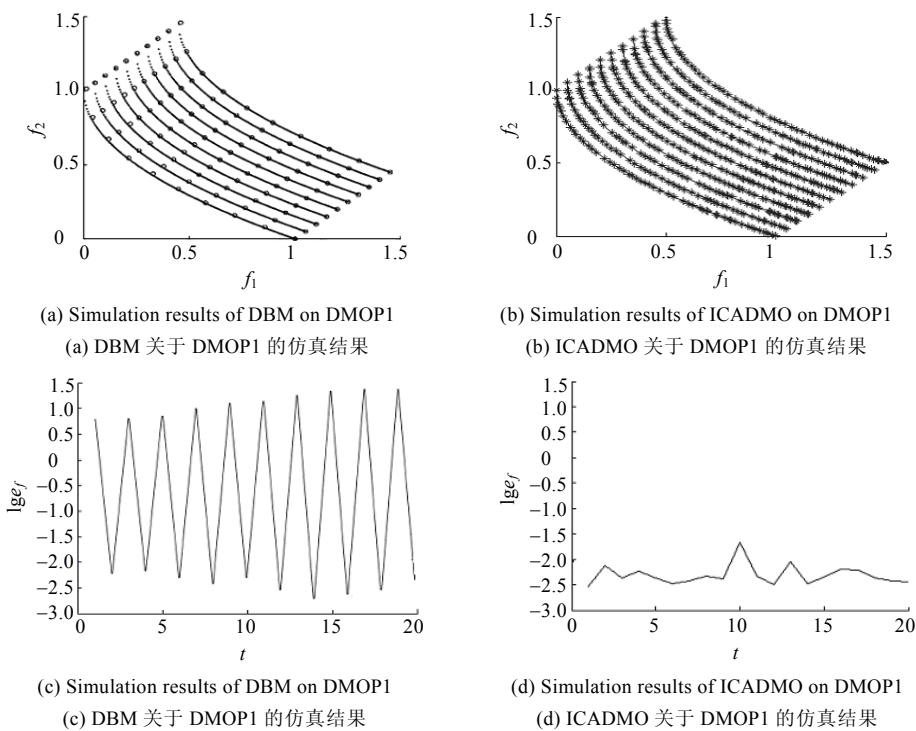 1.5
1.0
0.5
0
f2
0 0.5 1 1.5
f1
(a) Simulation results of DBM on DMOP1
(a) DBM 关于 DMOP1 的仿真结果
1.5
1.0
0.5
0
f2
0 0.5 1 1.5
f1
(b) Simulation results of ICADMO on DMOP1
(b) ICADMO 关于 DMOP1 的仿真结果
1.5
1.0
0.5
0
−0.5
−1.0
−1.5
−2.0
−2.5
−3.0
lgef
0 5 10 15 20
t
(c) Simulation results of DBM on DMOP1
(c) DBM 关于 DMOP1 的仿真结果
1.5
1.0
0.5
0
−0.5
−1.0
−1.5
−2.0
−2.5
−3.0
lgef
0 5 10 15 20
t
(d) Simulation results of ICADMO on DMOP1
(d) ICADMO 关于 DMOP1 的仿真结果